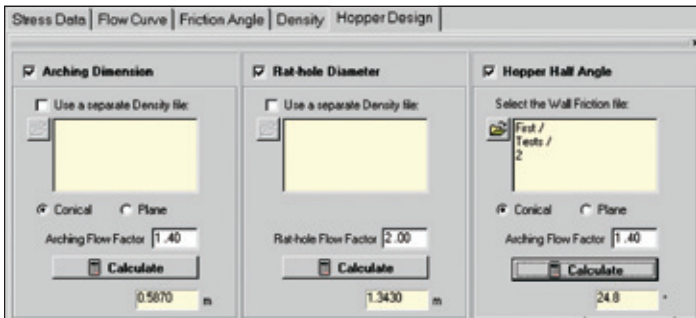 Stress Data Flow Curve Friction Angle Density Hopper Design
Arching Dimension
Use a separate Density file:
Conical Plane
Arching Flow Factor 1.40
Calculate
0.5870 m
Rat-hole Diameter
Use a separate Density file:
Rat-hole Flow Factor 2.00
Calculate
1.3430 m
Hopper Half Angle
Select the Wall Friction file:
First /
Tests /
2
Conical Plane
Arching Flow Factor 1.40
Calculate
24.8 °